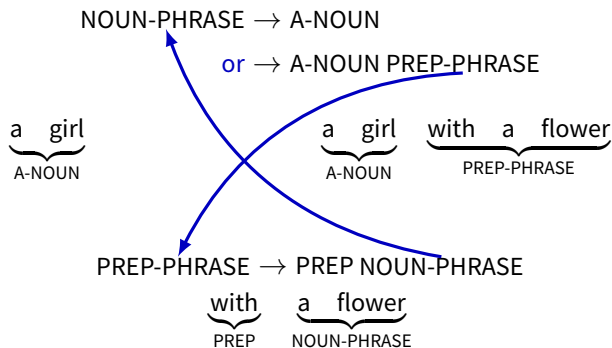 NOUN-PHRASE → A-NOUN
or → A-NOUN PREP-PHRASE
a girl
A-NOUN
a girl with a flower
A-NOUN PREP-PHRASE
PREP-PHRASE → PREP NOUN-PHRASE
with a flower
PREP NOUN-PHRASE